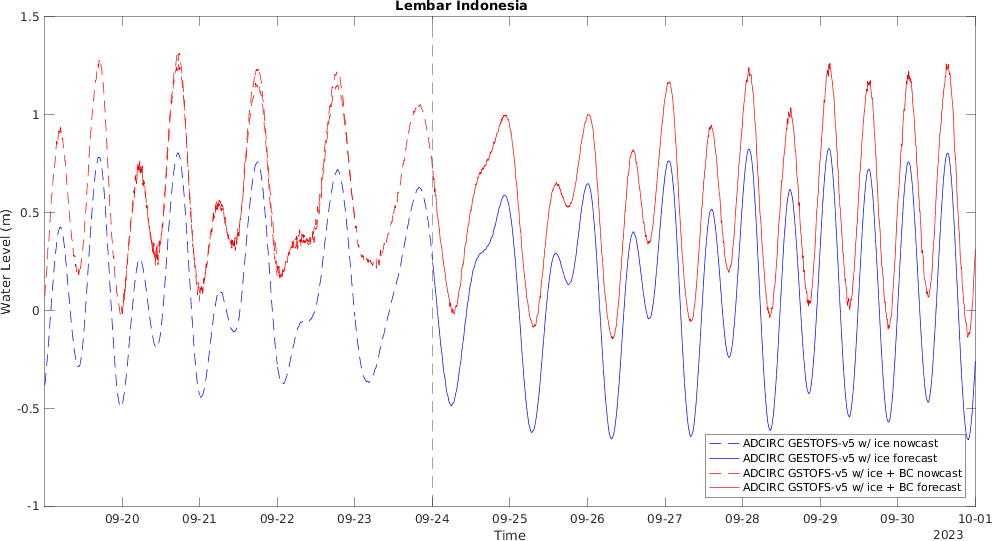 Lembar Indonesia
1.5
1
0.5
0
-0.5
-1
Water Level (m)
ADCIRC GESTOFS-v5 w/ ice nowcast
ADCIRC GESTOFS-v5 w/ ice forecast
ADCIRC GSTOFS-v5 w/ ice + BC nowcast
ADCIRC GSTOFS-v5 w/ ice + BC forecast
09-20 09-21 09-22 09-23 09-24 09-25 09-26 09-27 09-28 09-29 09-30 10-01
Time
2023